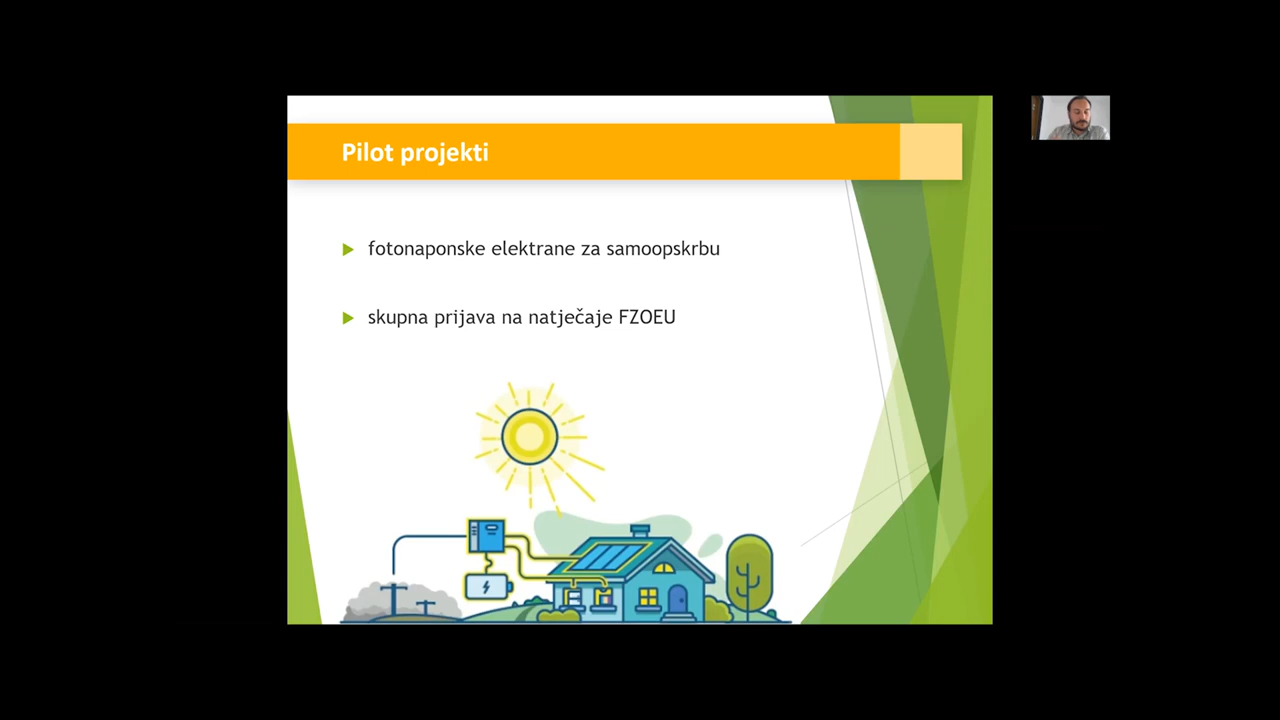 Pilot projekti
fotonaponske elektrane za samoopskrbu
skupna prijava na natječaje FZOEU